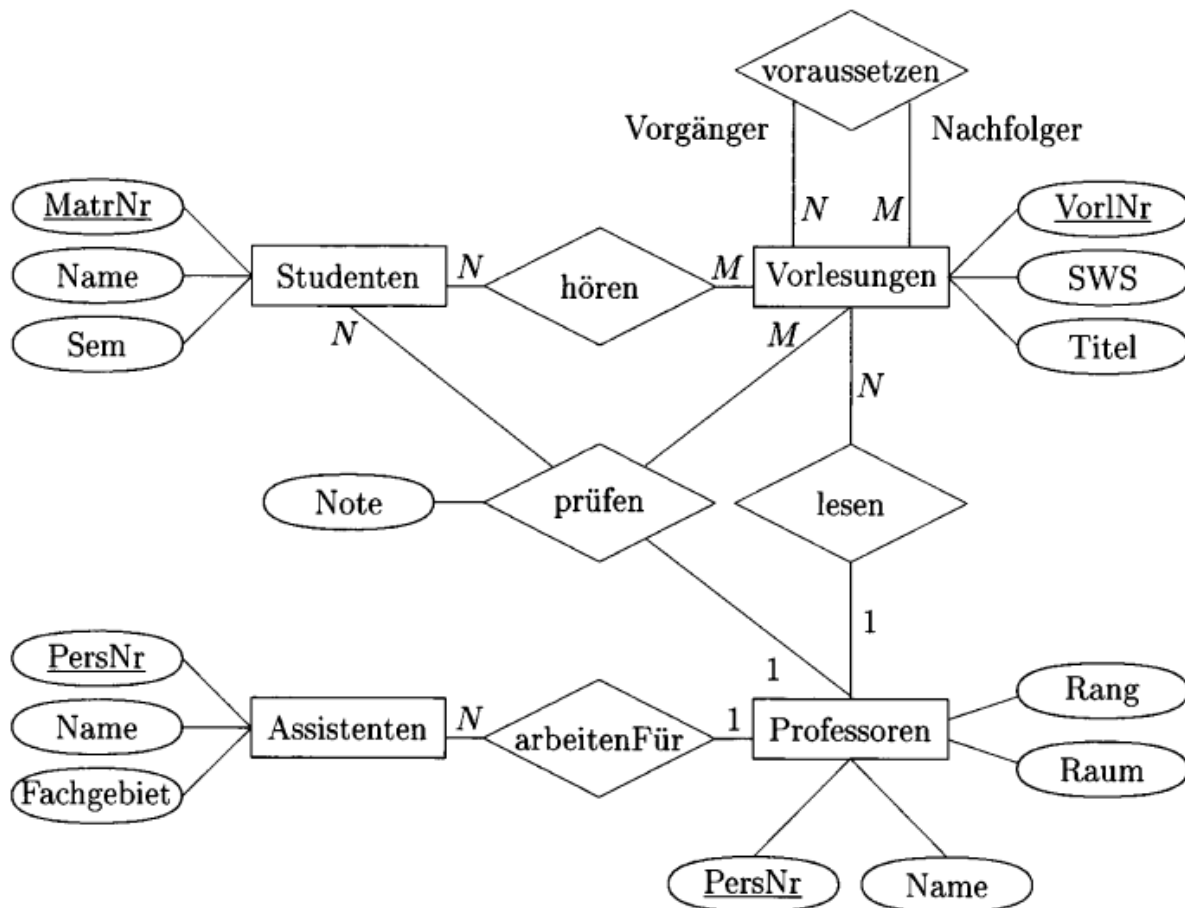 voraussetzen
Vorgänger
Nachfolger
MatrNr
Name
Sem
Studenten
N
hören
M
N
M
Vorlesungen
VorlNr
SWS
Titel
N
M
N
Note
prüfen
lesen
1
1
PersNr
Name
Fachgebiet
Assistenten
N
arbeitenFür
1
Professoren
Rang
Raum
PersNr
Name